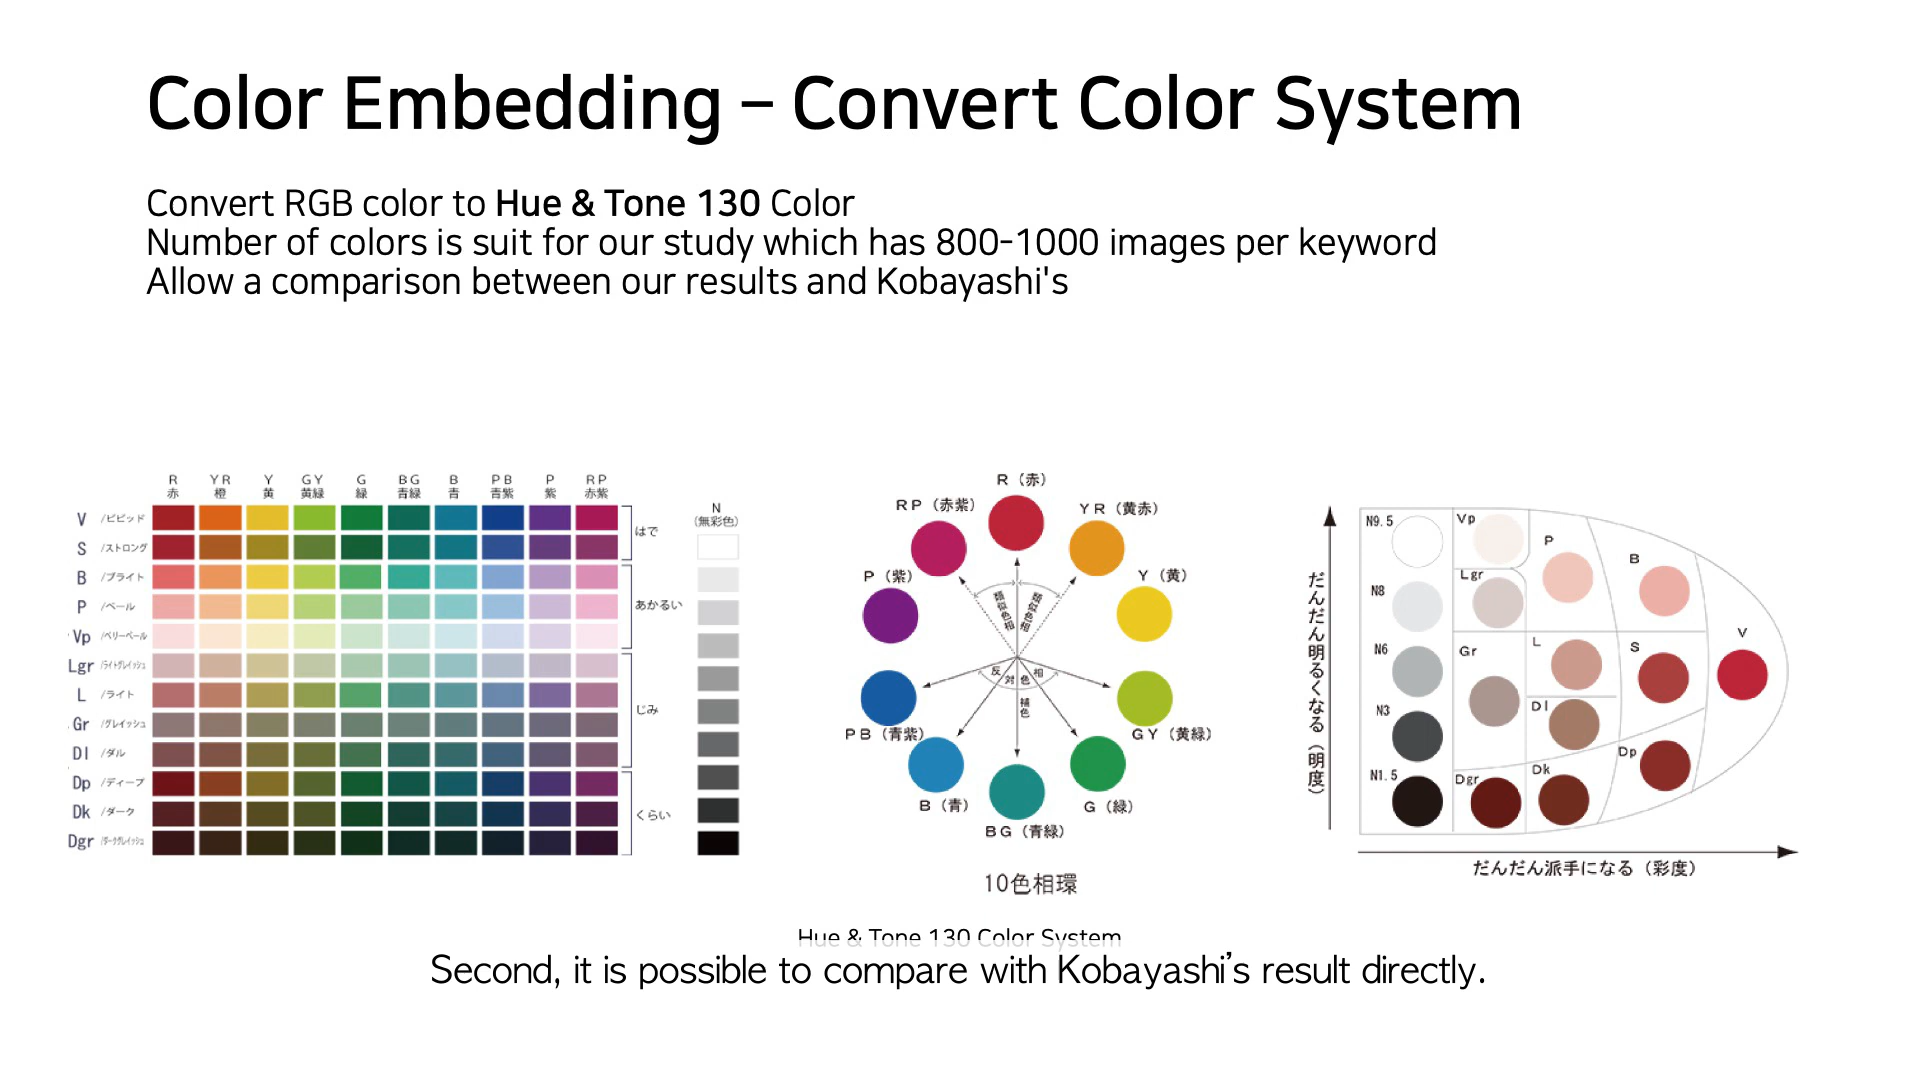 Color Embedding – Convert Color System
Convert RGB color to Hue & Tone 130 Color
Number of colors is suit for our study which has 800-1000 images per keyword
Allow a comparison between our results and Kobayashi's
R YR Y GY G BG B PB P RP
赤 橙 黄 黄緑 緑 青緑 青 青紫 紫 赤紫
N
(無彩色)
V /ビビッド
S /ストロング
はで
B /ブライト
P /ペール
Vp /ベリーペール
あかるい
Lgr /ライトグレイッシュ
L /ライト
Gr /グレイッシュ
Dl /ダル
じみ
Dp /ディープ
Dk /ダーク
Dgr /ダークグレイッシュ
くらい
R（赤）
RP（赤紫）
YR（黄赤）
P（紫）
Y（黄）
類似色相
類似色相
反対色相
補色
PB（青紫）
GY（黄緑）
B（青）
G（緑）
BG（青緑）
10色相環
だんだん明るくなる（明度）
N9.5
Vp
P
B
Lgr
N8
V
N6
Gr
L
S
N3
Dl
Dp
N1.5
Dgr
Dk
だんだん派手になる（彩度）
Hue & Tone 130 Color System
Second, it is possible to compare with Kobayashi’s result directly.